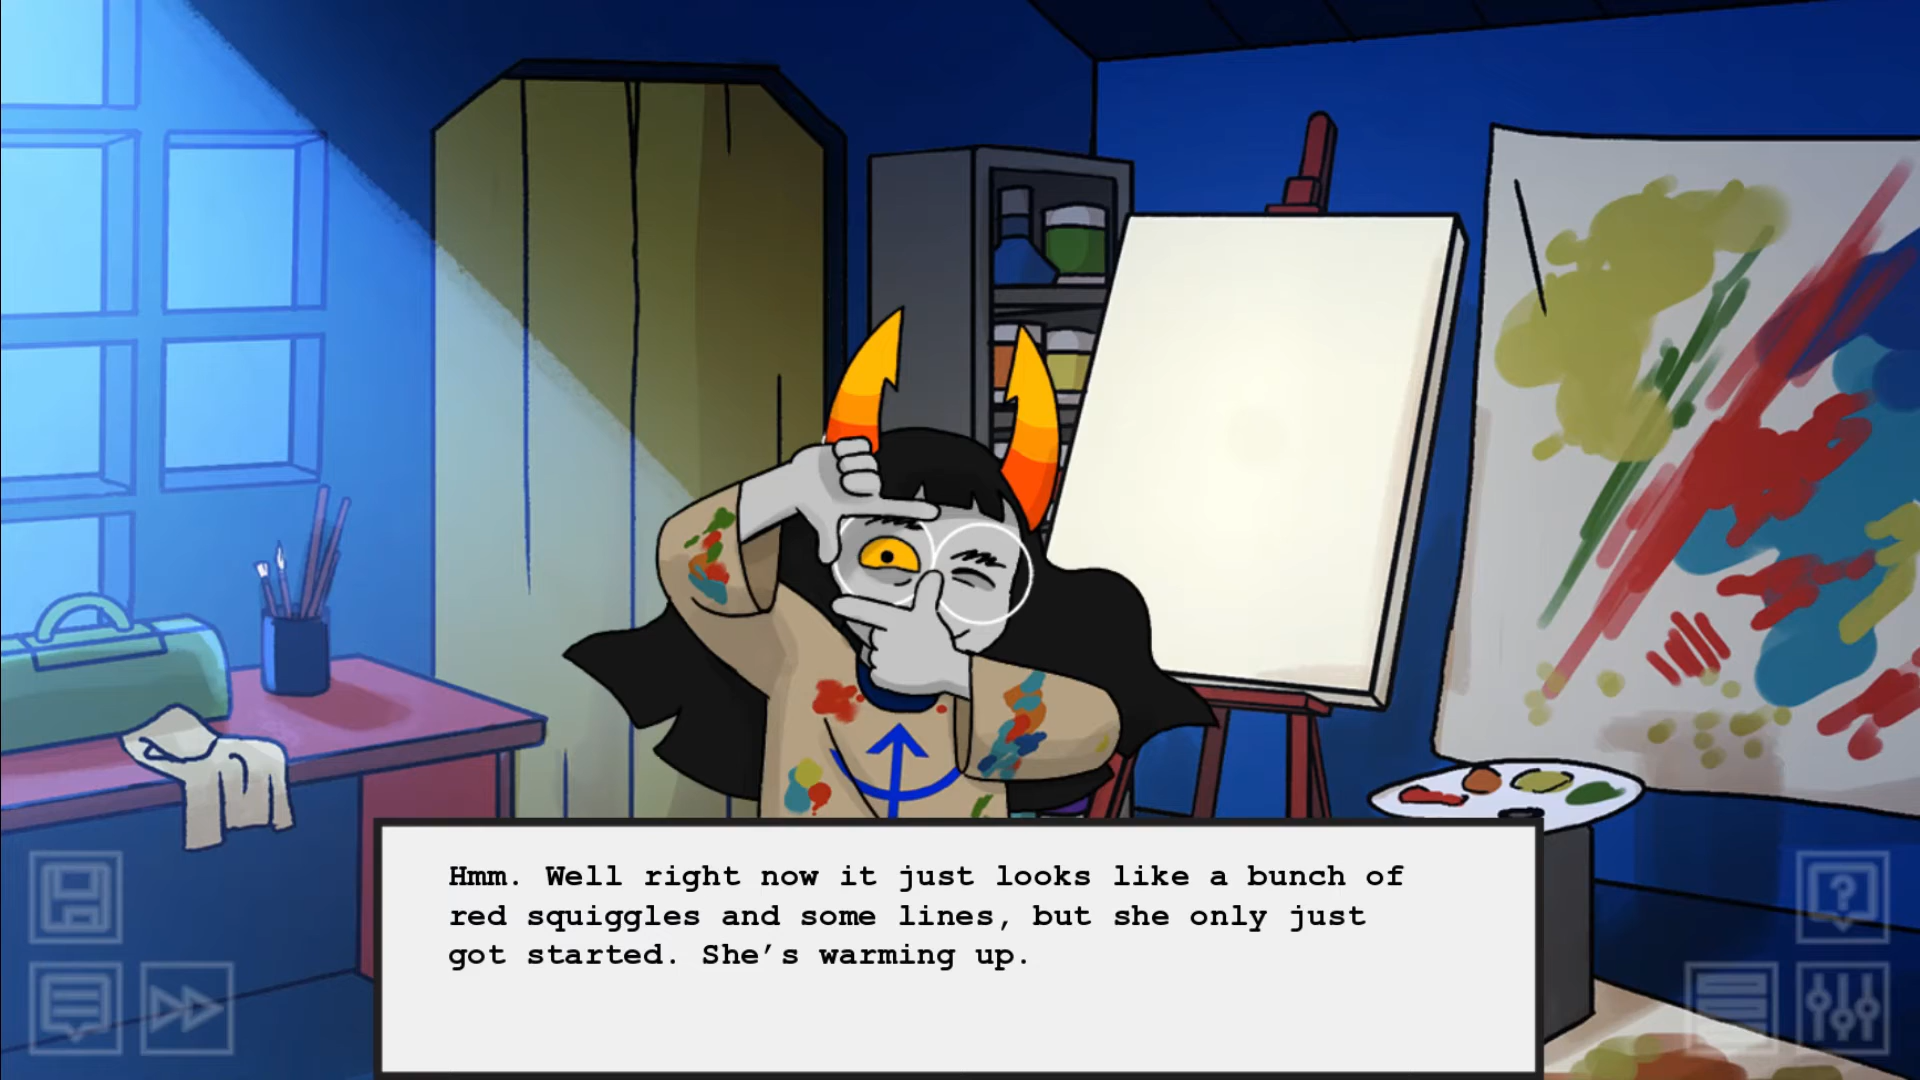 Hmm. Well right now it just looks like a bunch of
red squiggles and some lines, but she only just
got started. She’s warming up.